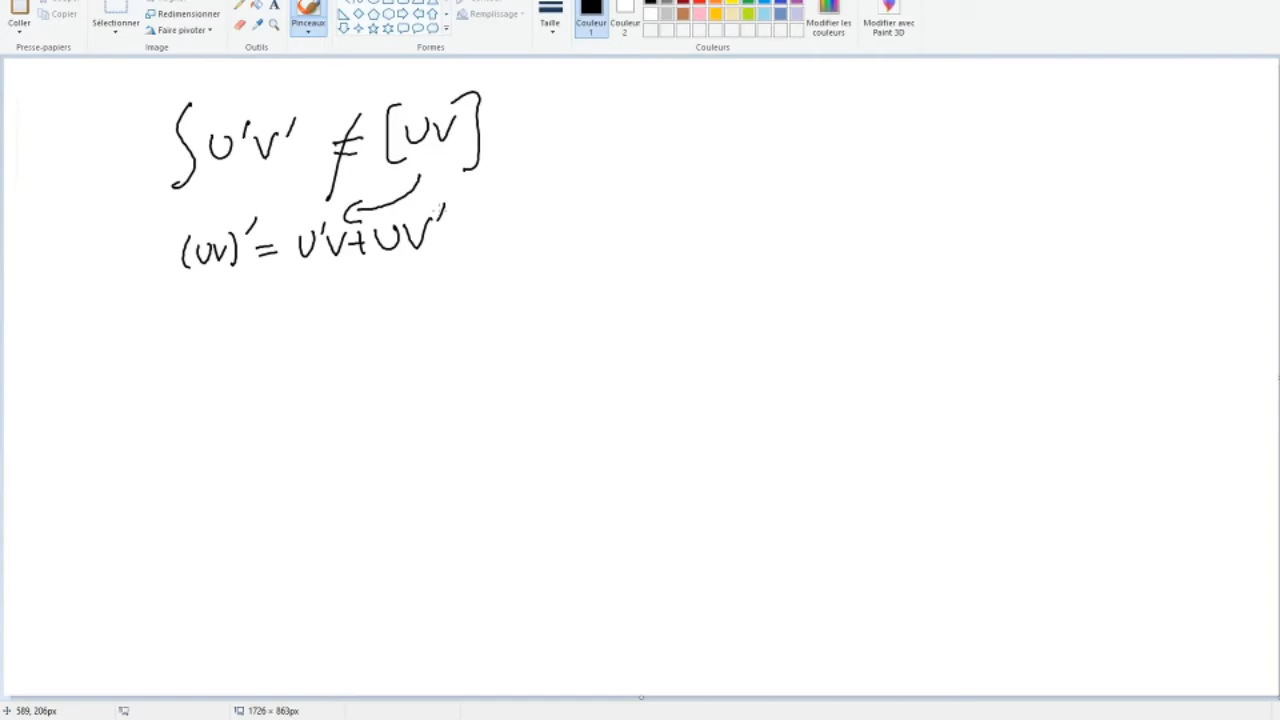 Coller
Copier
Sélectionner
Redimensionner
Faire pivoter
Pinceaux
Remplissage
Taille
Couleur 1
Couleur 2
Modifier les couleurs
Modifier avec Paint 3D
Presse-papiers
Image
Outils
Formes
Couleurs
∫ U'V' ≠ [UV]
(UV)' = U'V + UV'
589, 206px
1726 × 863px